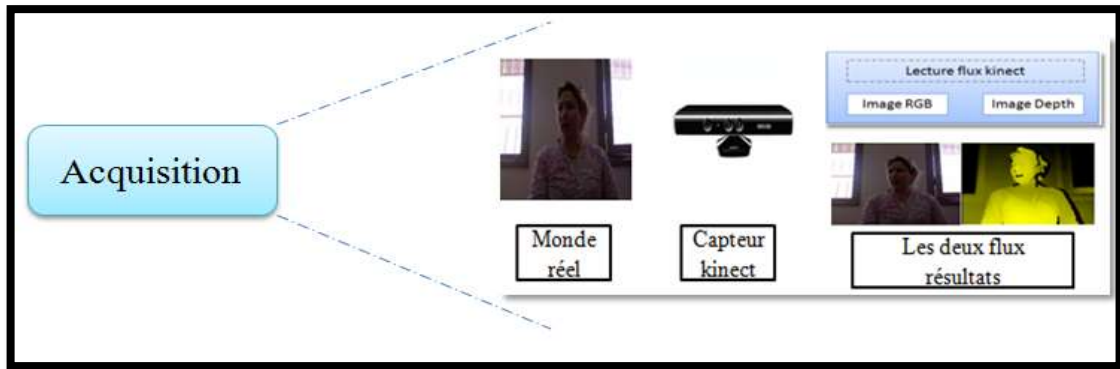 Acquisition
Lecture flux kinect
Image RGB
Image Depth
Monde
réel
Capteur
kinect
Les deux flux
résultats